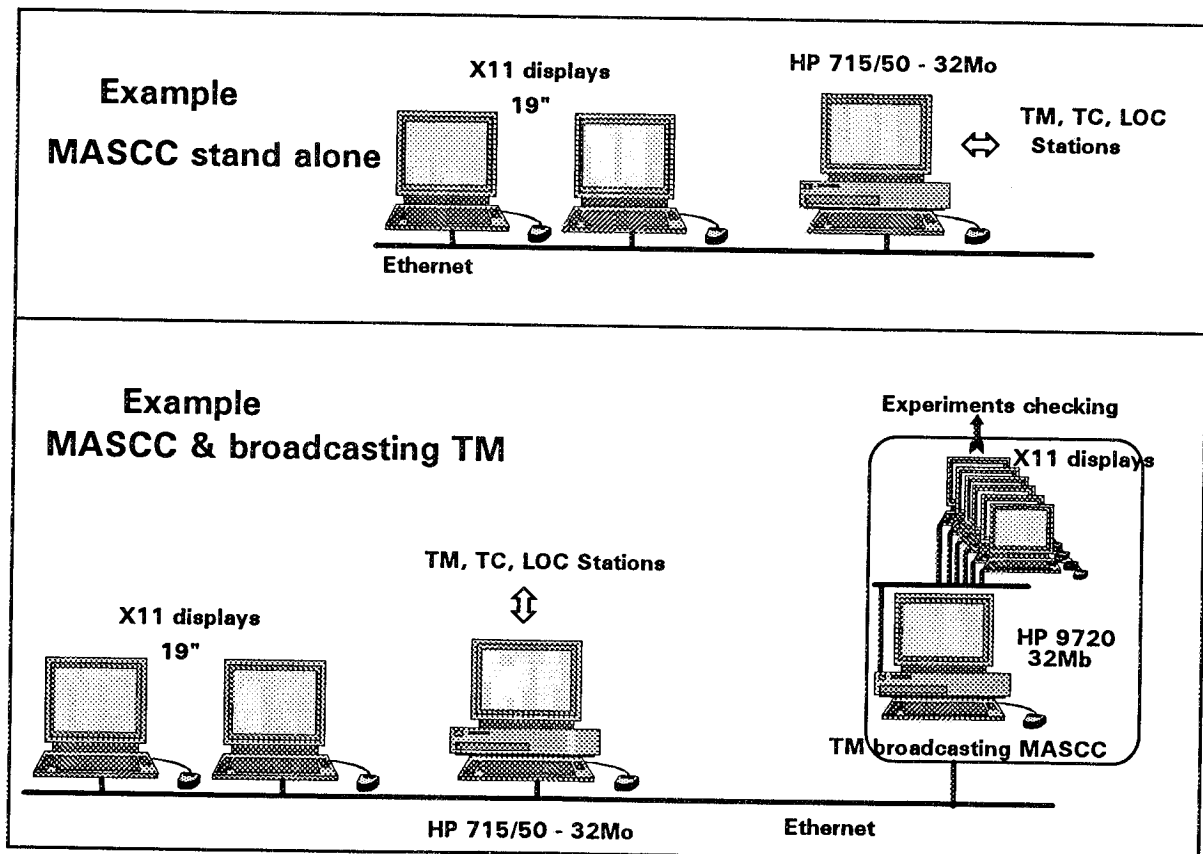 Example
MASCC stand alone
X11 displays
19"
HP 715/50 - 32Mo
TM, TC, LOC
Stations
Ethernet
Example
MASCC & broadcasting TM
Experiments checking
X11 displays
TM, TC, LOC Stations
X11 displays
19"
HP 9720
32Mb
TM broadcasting MASCC
HP 715/50 - 32Mo
Ethernet